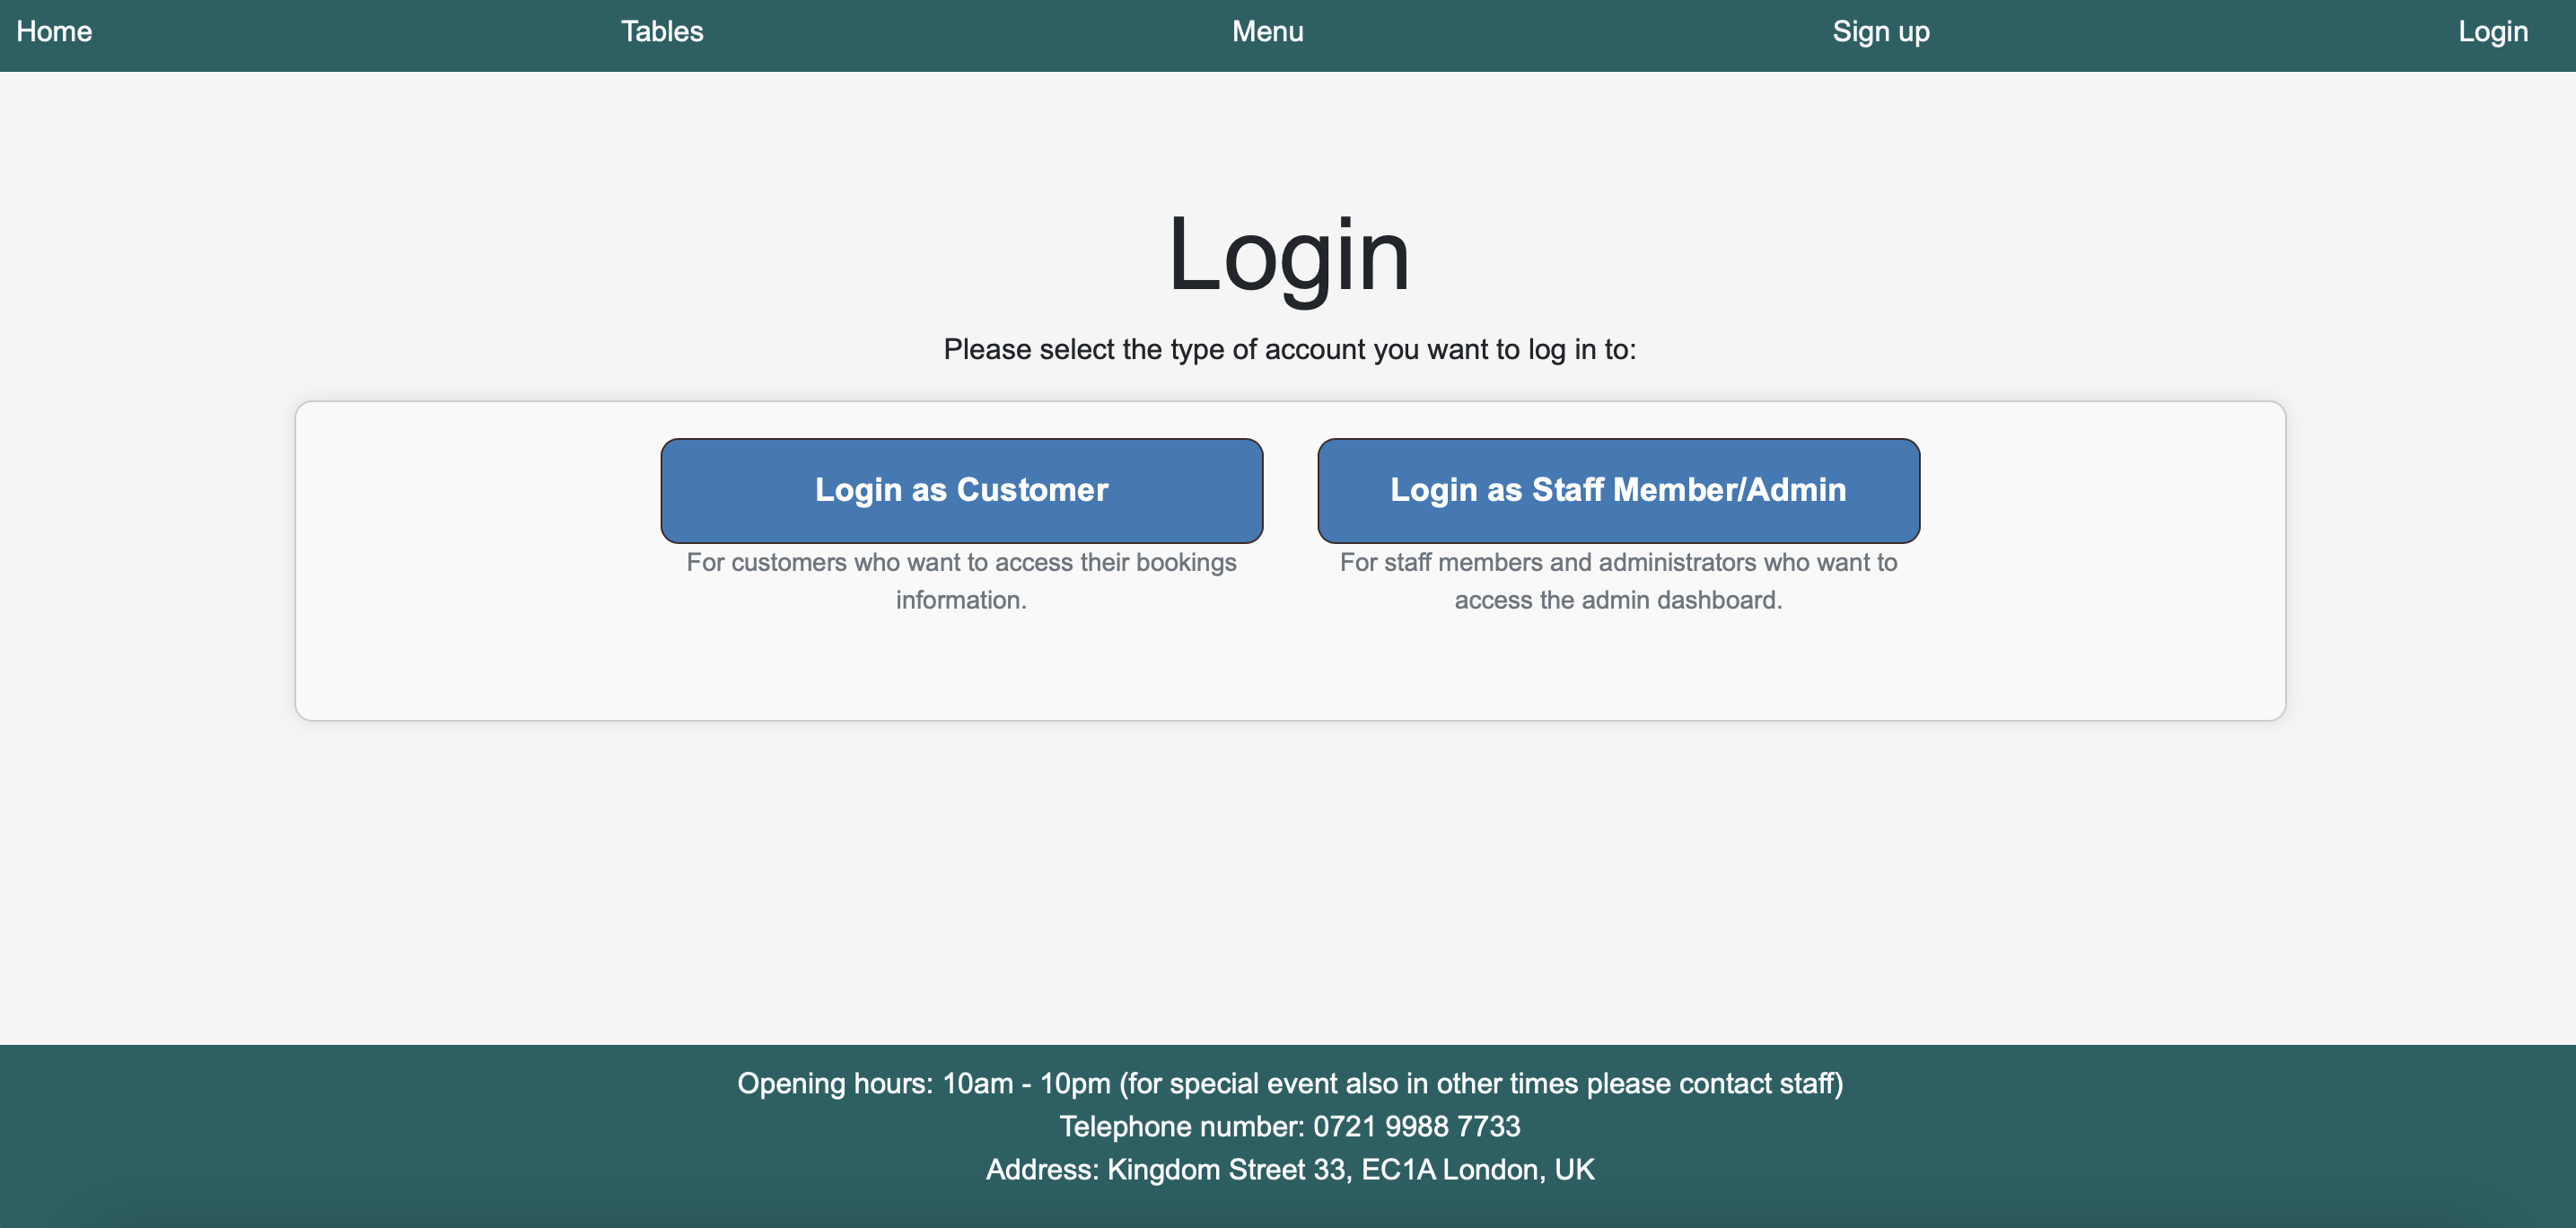 Home Tables Menu Sign up Login
Login
Please select the type of account you want to log in to:
Login as Customer
For customers who want to access their bookings
information.
Login as Staff Member/Admin
For staff members and administrators who want to
access the admin dashboard.
Opening hours: 10am - 10pm (for special event also in other times please contact staff)
Telephone number: 0721 9988 7733
Address: Kingdom Street 33, EC1A London, UK